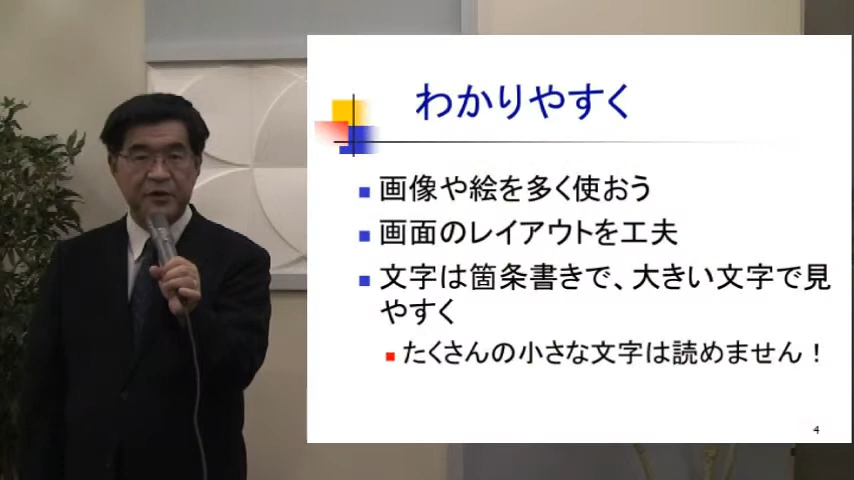 わかりやすく
画像や絵を多く使おう
画面のレイアウトを工夫
文字は箇条書きで、大きい文字で見
やすく
たくさんの小さな文字は読めません！
4